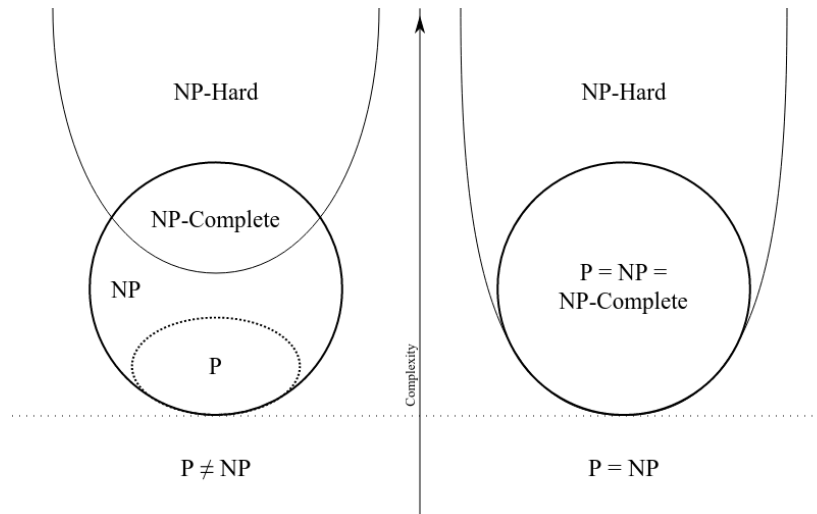 NP-Hard
NP-Complete
NP
P
P ≠ NP
Complexity
NP-Hard
P = NP =
NP-Complete
P = NP